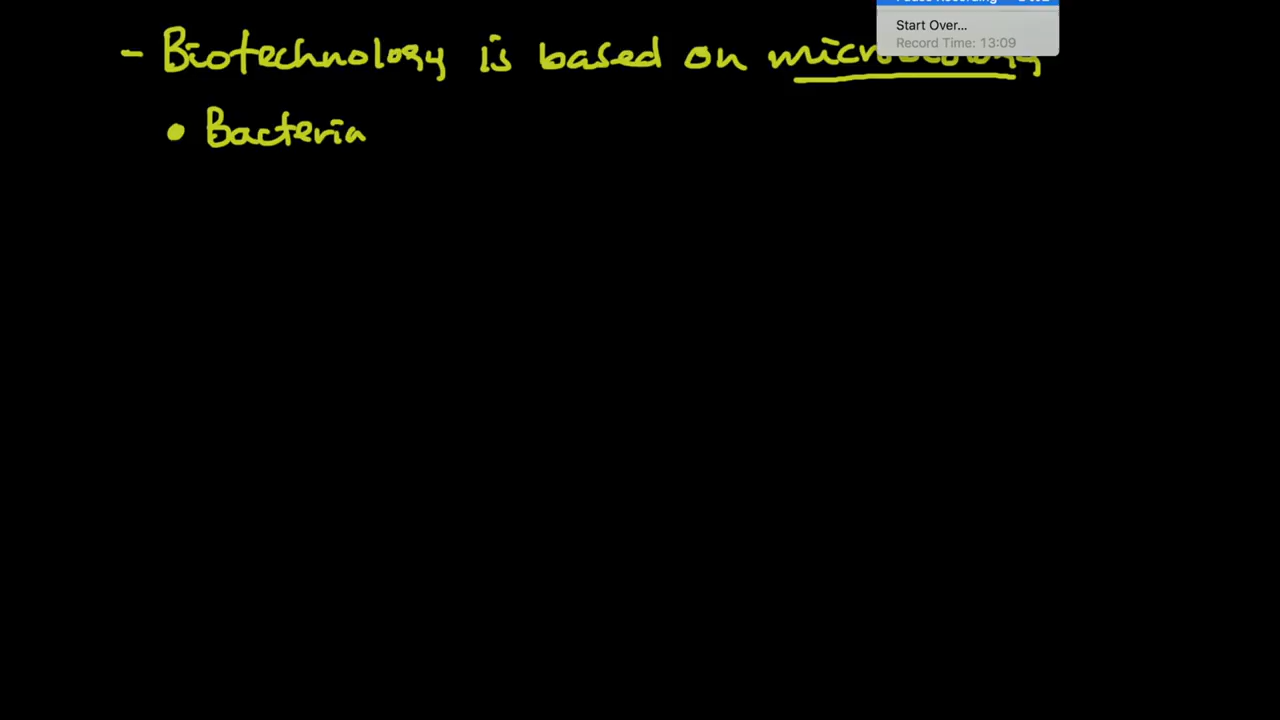 - Biotechnology is based on
• Bacteria
Start Over...
Record Time: 13:09